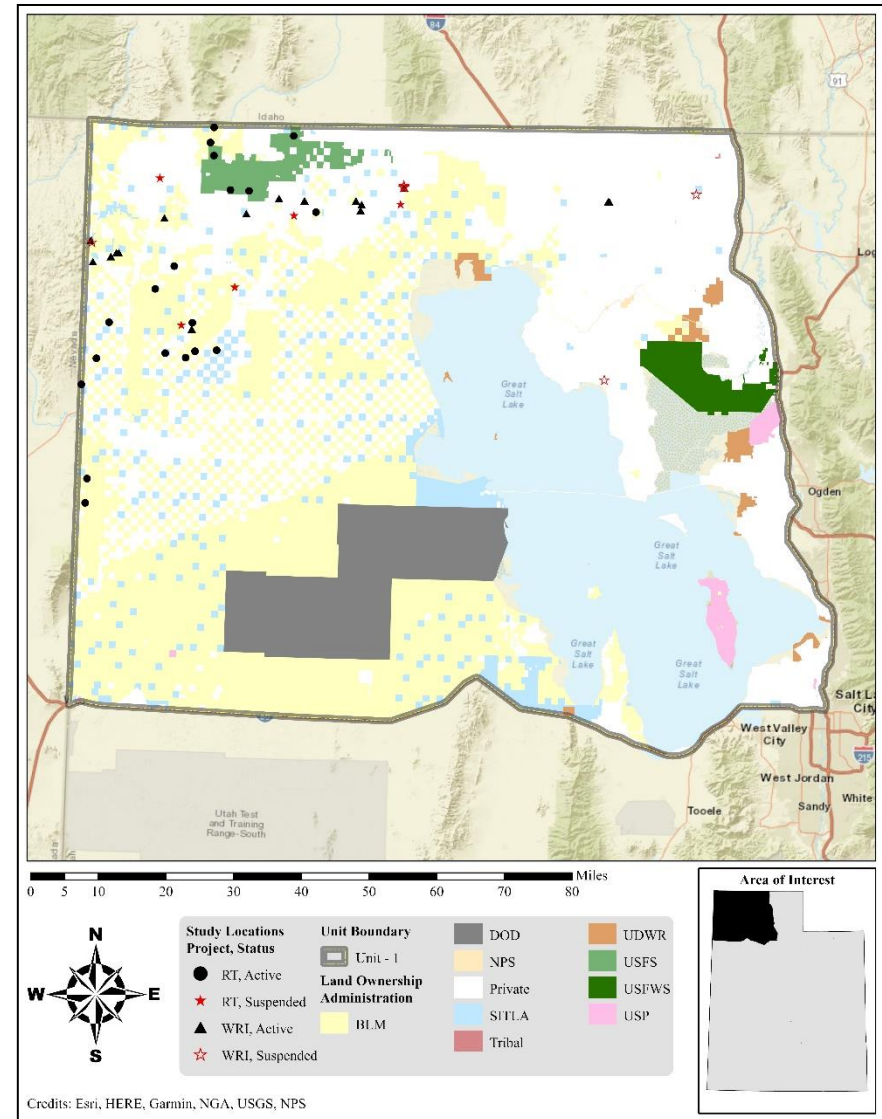 84
Idaho
91
Log
Nevada
Great
Salt
Lake
Ogden
Great
Salt
Lake
Great
Salt
Lake
Great
Salt
Lake
Salt La
City
West Valley
City
215
West Jordan
White
Sandy
Tooele
Utah Test
and Training
Range-South
0 5 10 20 30 40 50 60 70 80 Miles
N
W E
S
Study Locations
Project, Status
RT, Active
RT, Suspended
WRI, Active
WRI, Suspended
Unit Boundary
Unit - 1
Land Ownership
Administration
BLM
DOD
NPS
Private
SITLA
Tribal
UDWR
USFS
USFWS
USP
Area of Interest
Credits: Esri, HERE, Garmin, NGA, USGS, NPS